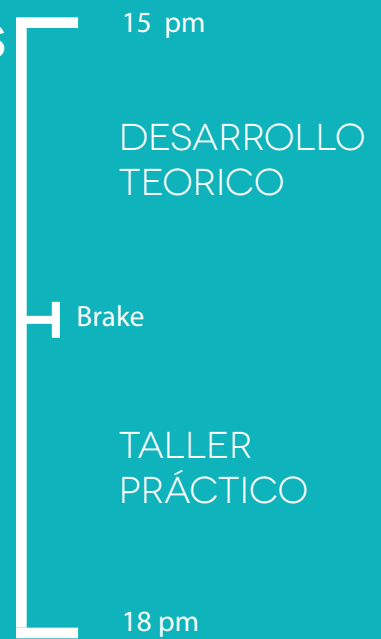 15 pm
DESARROLLO
TEORICO
Brake
TALLER
PRÁCTICO
18 pm